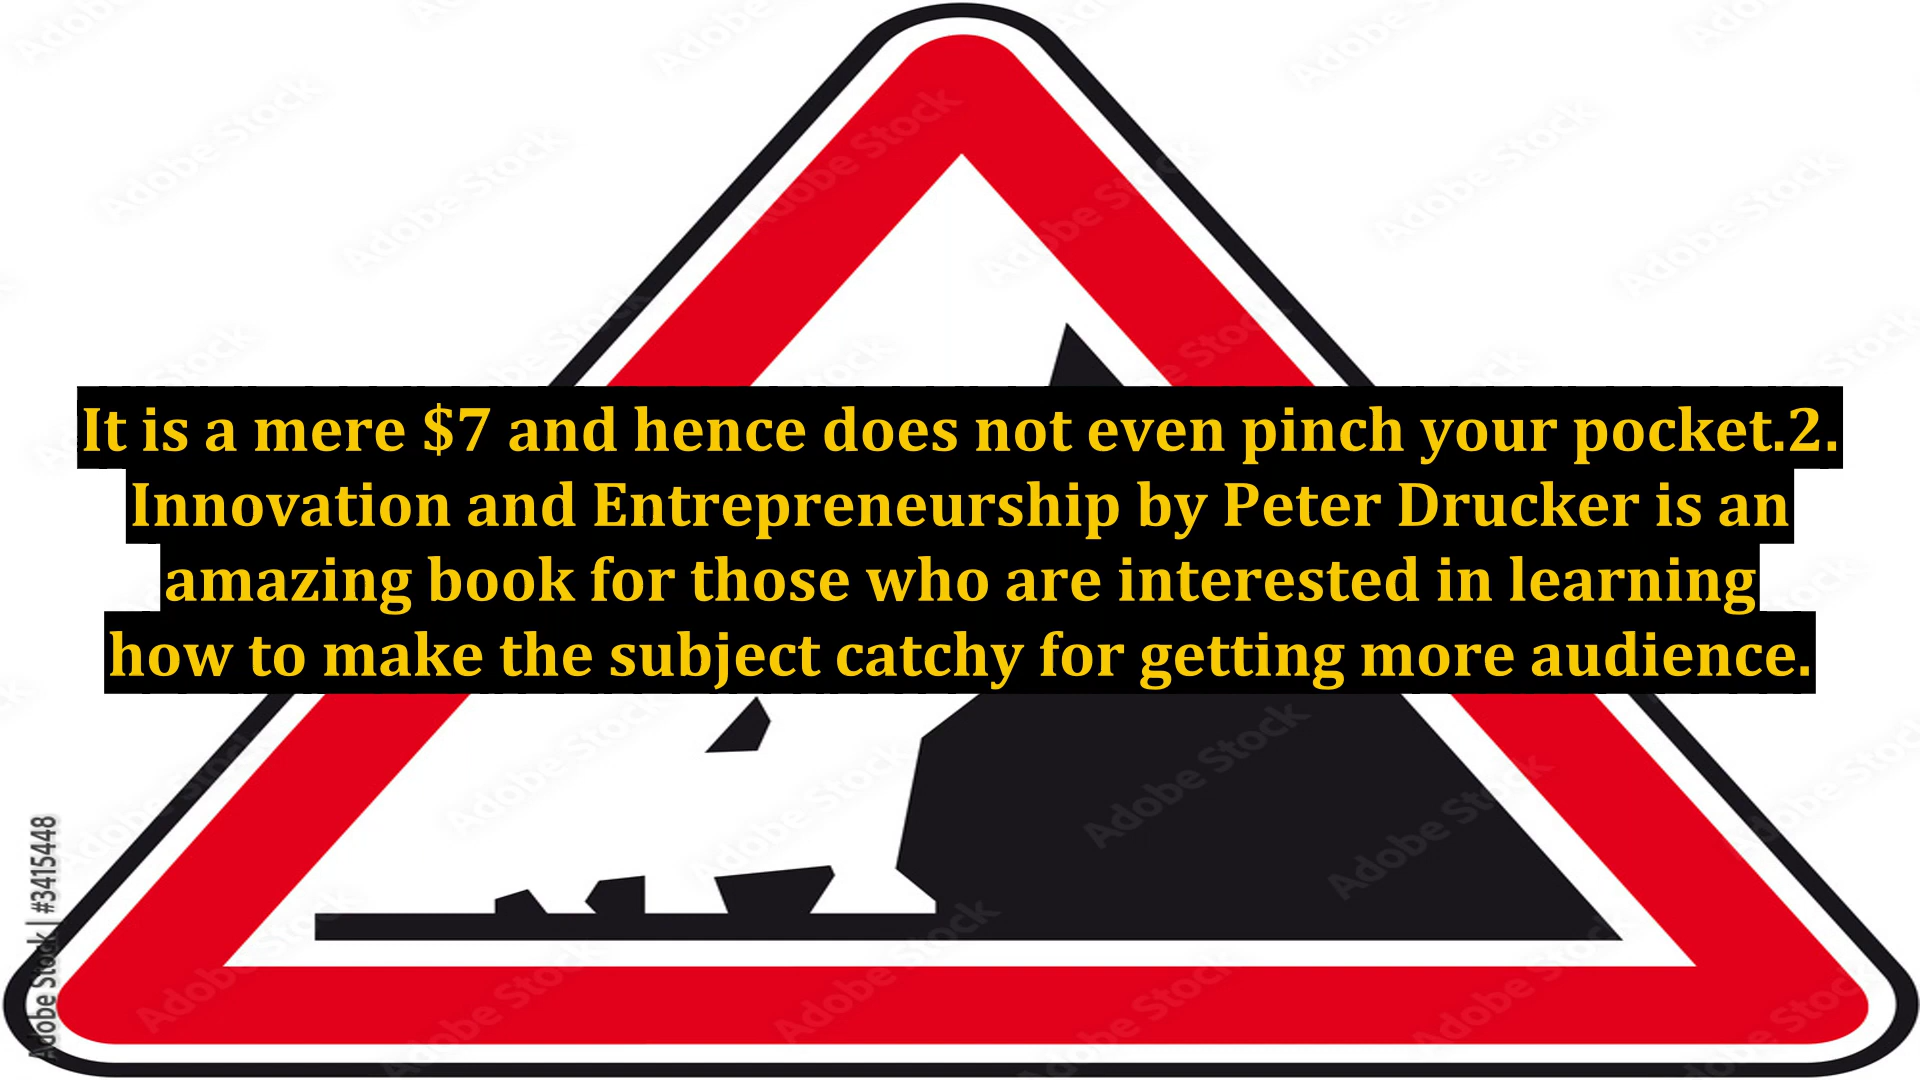 It is a mere $7 and hence does not even pinch your pocket.2.
Innovation and Entrepreneurship by Peter Drucker is an
amazing book for those who are interested in learning
how to make the subject catchy for getting more audience.
Adobe Stock | #3415448